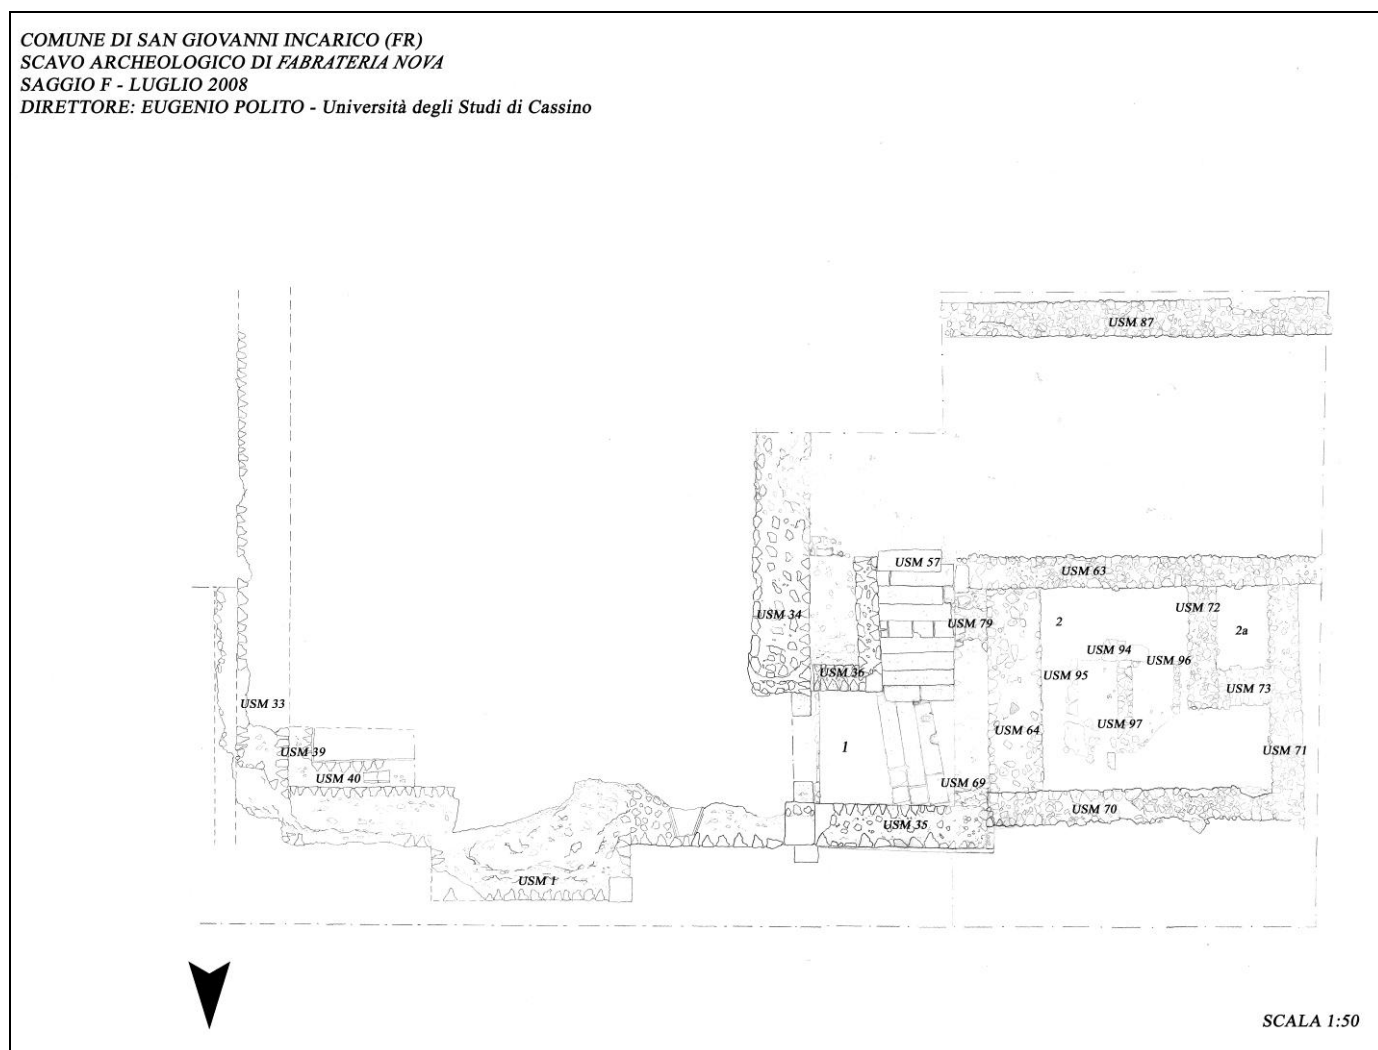 COMUNE DI SAN GIOVANNI INCARICO (FR)
SCAVO ARCHEOLOGICO DI FABRATERIA NOVA
SAGGIO F - LUGLIO 2008
DIRETTORE: EUGENIO POLITO - Università degli Studi di Cassino
USM 87
USM 57
USM 63
USM 34
USM 79
2
USM 72
2a
USM 94
USM 96
USM 36
USM 95
USM 73
USM 33
USM 97
USM 64
1
USM 39
USM 71
USM 40
USM 69
USM 70
USM 35
USM 1
SCALA 1:50